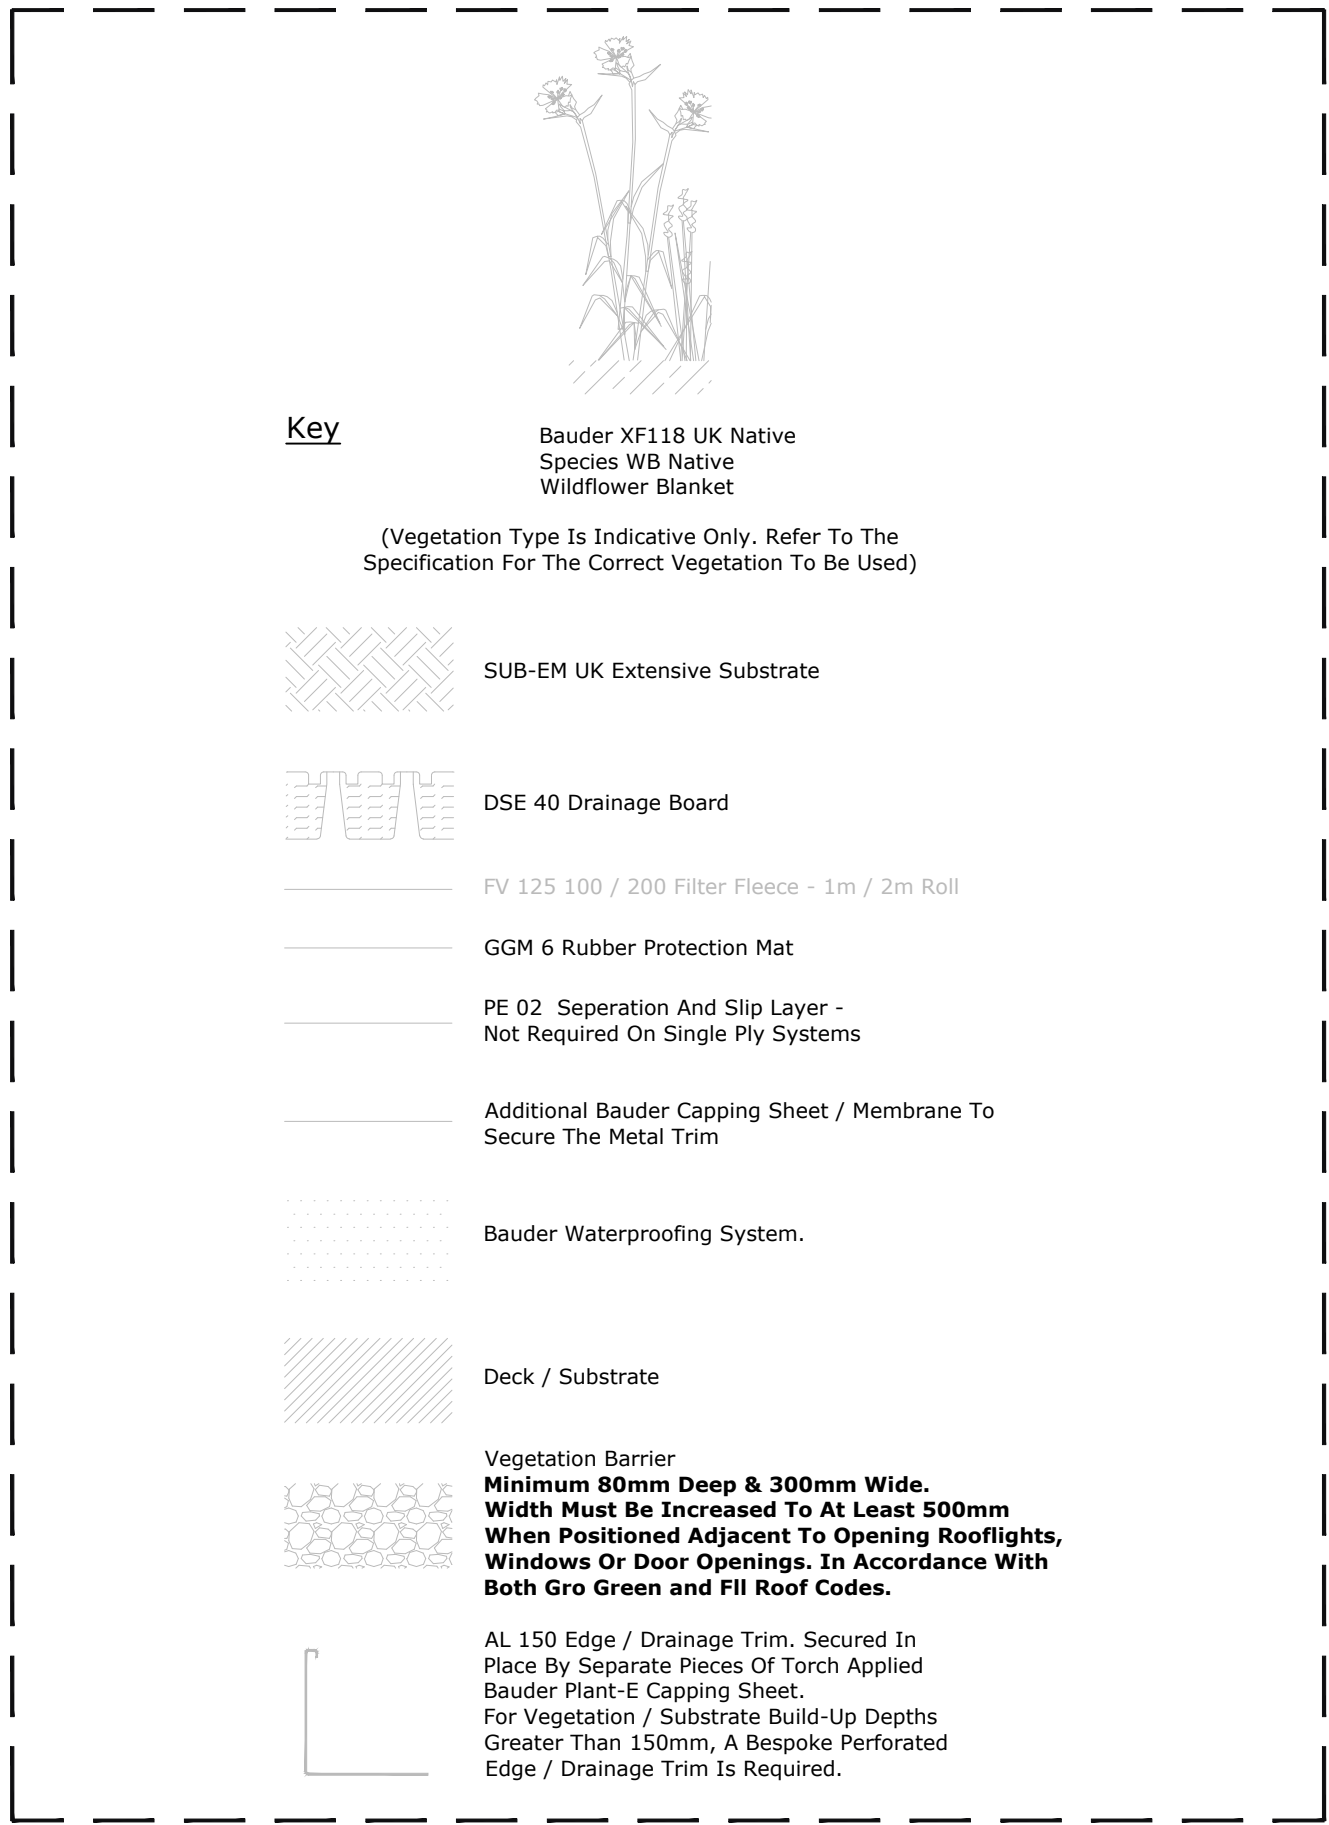 Key
Bauder XF118 UK Native
Species WB Native
Wildflower Blanket
(Vegetation Type Is Indicative Only. Refer To The
Specification For The Correct Vegetation To Be Used)
SUB-EM UK Extensive Substrate
DSE 40 Drainage Board
FV 125 100 / 200 Filter Fleece - 1m / 2m Roll
GGM 6 Rubber Protection Mat
PE 02  Seperation And Slip Layer -
Not Required On Single Ply Systems
Additional Bauder Capping Sheet / Membrane To
Secure The Metal Trim
Bauder Waterproofing System.
Deck / Substrate
Vegetation Barrier
Minimum 80mm Deep & 300mm Wide.
Width Must Be Increased To At Least 500mm
When Positioned Adjacent To Opening Rooflights,
Windows Or Door Openings. In Accordance With
Both Gro Green and Fll Roof Codes.
AL 150 Edge / Drainage Trim. Secured In
Place By Separate Pieces Of Torch Applied
Bauder Plant-E Capping Sheet.
For Vegetation / Substrate Build-Up Depths
Greater Than 150mm, A Bespoke Perforated
Edge / Drainage Trim Is Required.